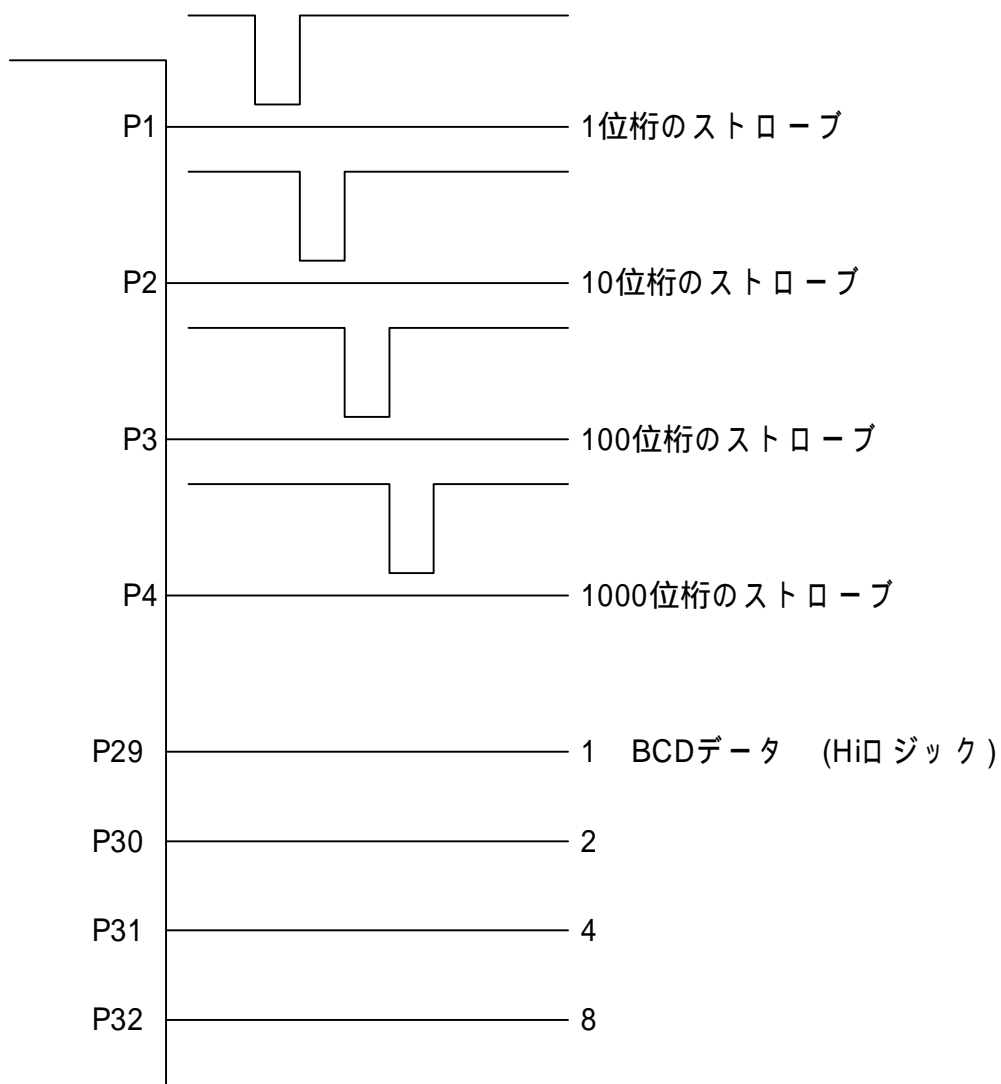 P1 1位桁のストローブ
P2 10位桁のストローブ
P3 100位桁のストローブ
P4 1000位桁のストローブ
P29 1 BCDデータ (Hiロジック)
P30 2
P31 4
P32 8